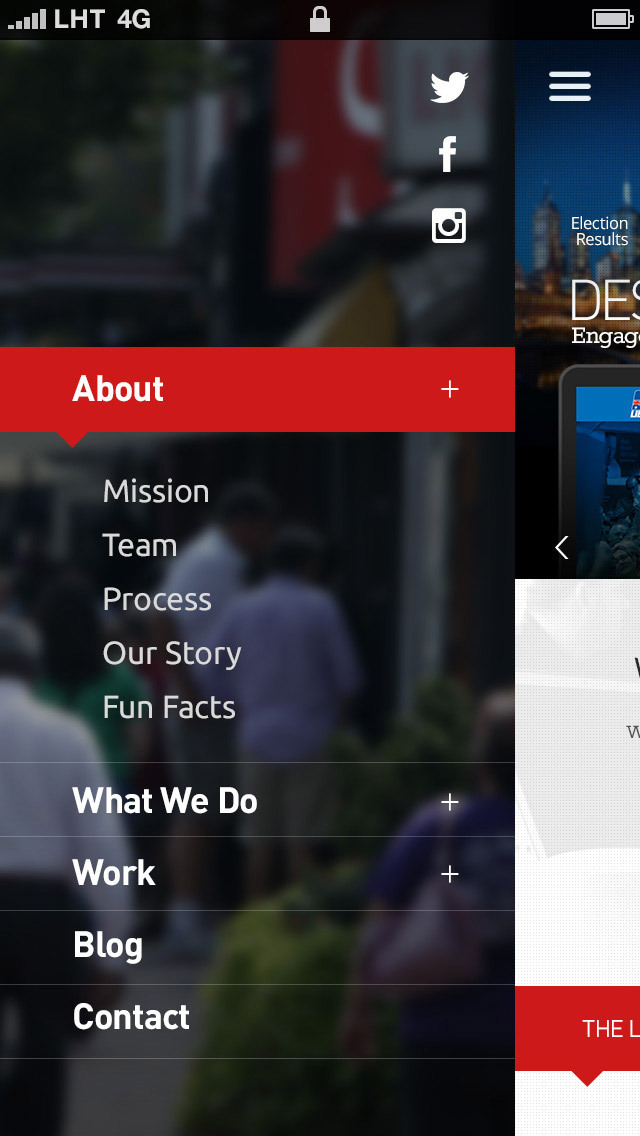 LHT 4G
Election
Results
DES
Engage
About +
Mission
Team
Process
Our Story
Fun Facts
What We Do +
Work +
Blog
Contact
THE L